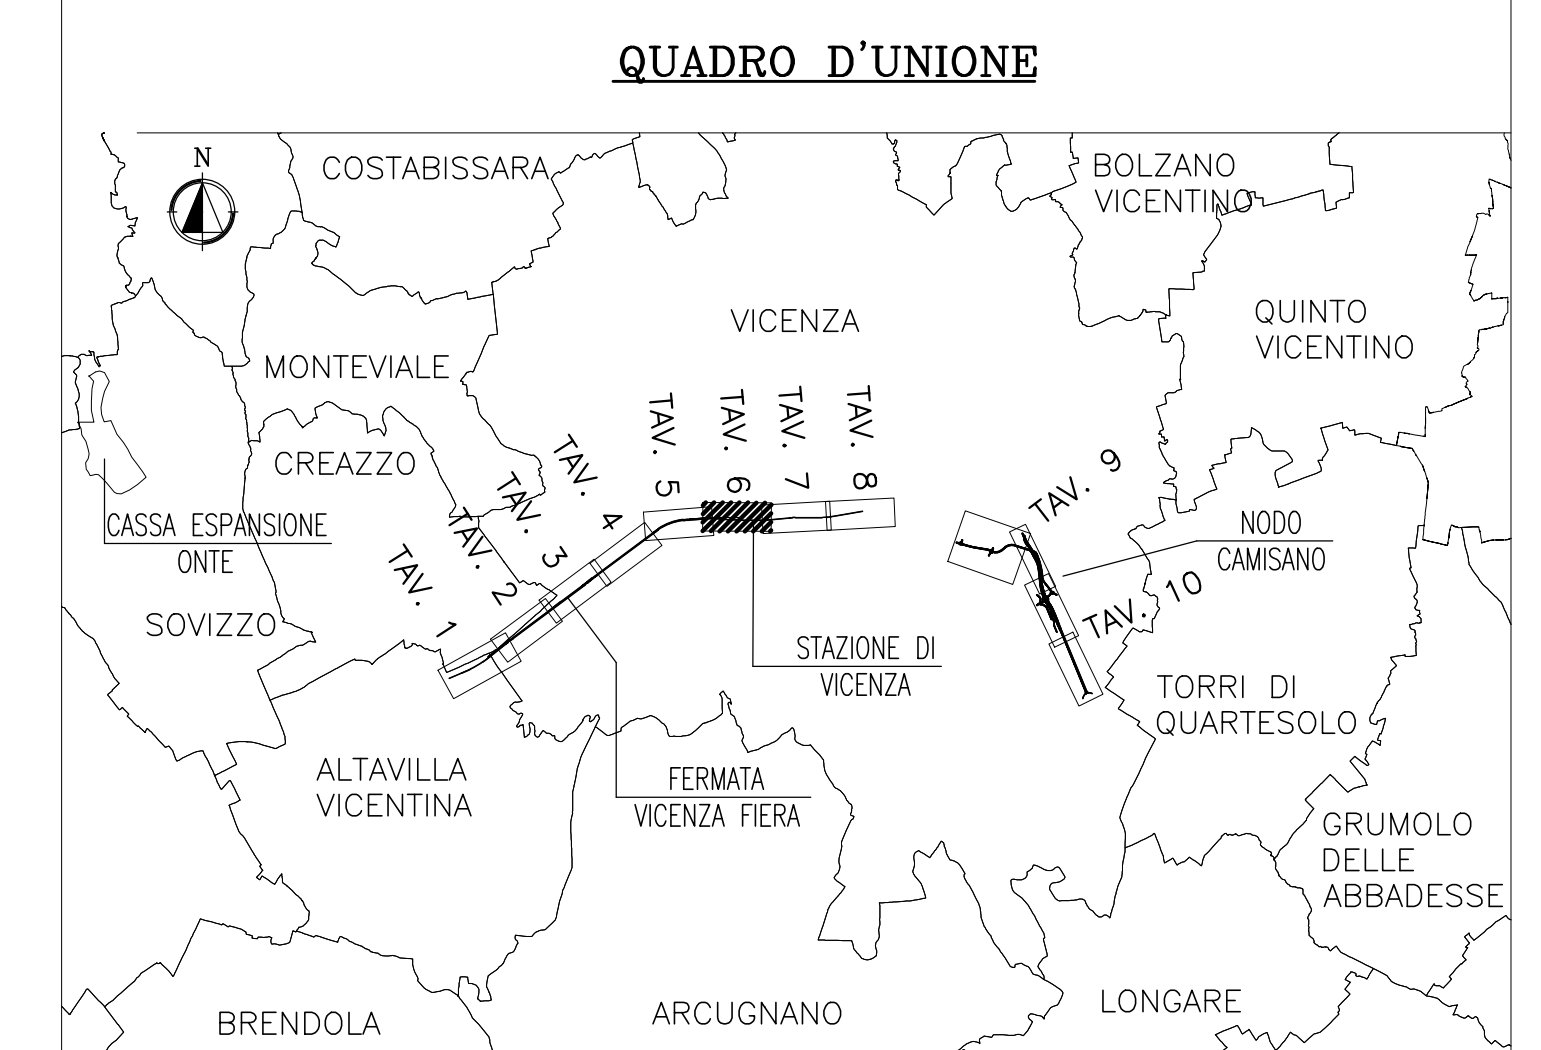 QUADRO D'UNIONE
N
COSTABISSARA
BOLZANO
VICENTINO
VICENZA
QUINTO
VICENTINO
MONTEVIALE
CREAZZO
TAV. 1
TAV. 2
TAV. 3
TAV. 4
TAV. 5
TAV. 6
TAV. 7
TAV. 8
TAV. 9
TAV. 10
CASSA ESPANSIONE
ONTE
NODO
CAMISANO
SOVIZZO
STAZIONE DI
VICENZA
TORRI DI
QUARTESOLO
ALTAVILLA
VICENTINA
FERMATA
VICENZA FIERA
GRUMOLO
DELLE
ABBADESSE
BRENDOLA
ARCUGNANO
LONGARE